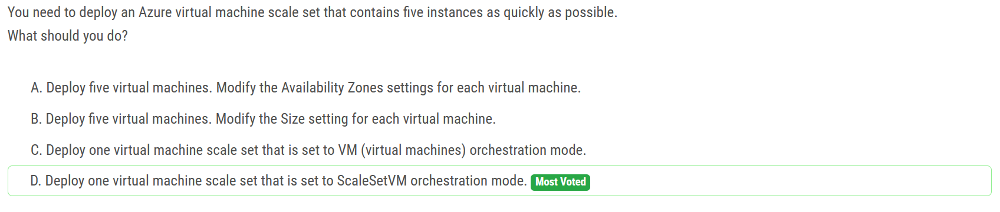 You need to deploy an Azure virtual machine scale set that contains five instances as quickly as possible.
What should you do?
A. Deploy five virtual machines. Modify the Availability Zones settings for each virtual machine.
B. Deploy five virtual machines. Modify the Size setting for each virtual machine.
C. Deploy one virtual machine scale set that is set to VM (virtual machines) orchestration mode.
D. Deploy one virtual machine scale set that is set to ScaleSetVM orchestration mode. Most Voted